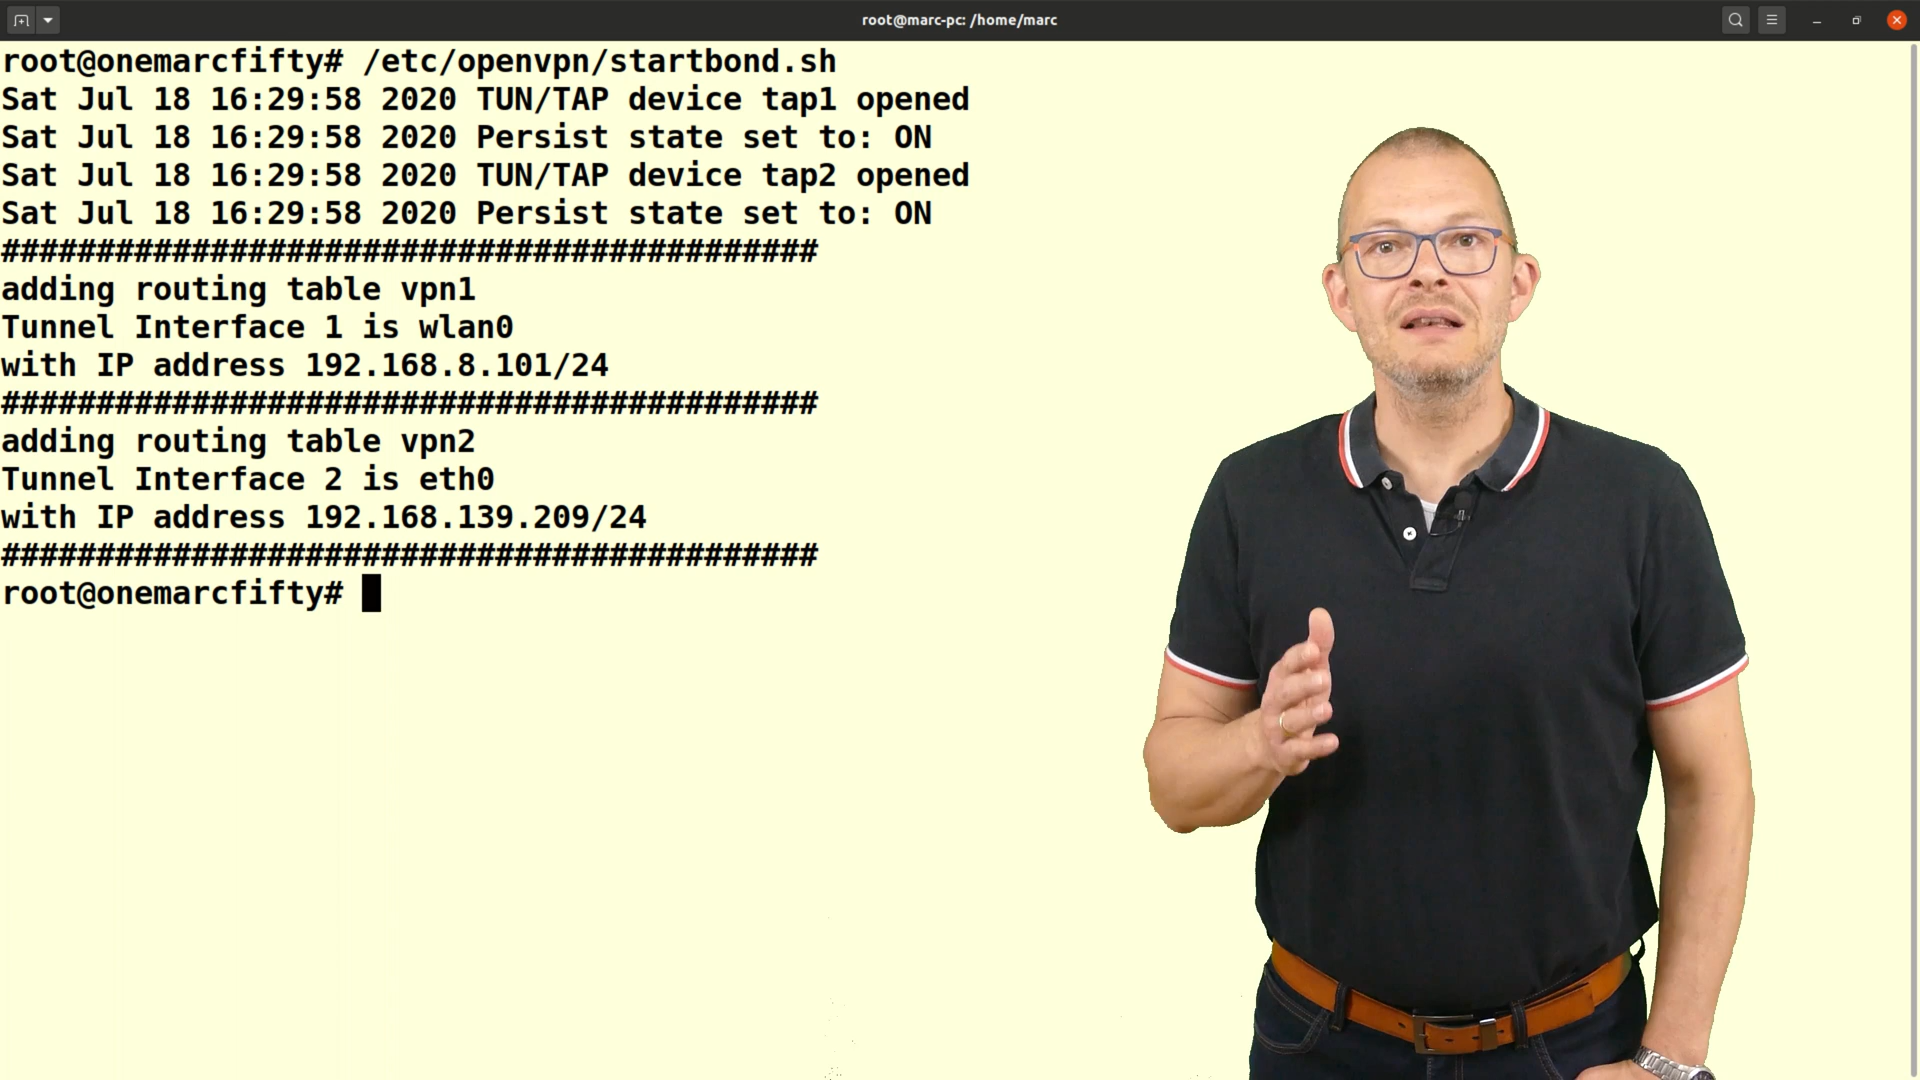 root@marc-pc: /home/marc
root@onemarcfifty# /etc/openvpn/startbond.sh
Sat Jul 18 16:29:58 2020 TUN/TAP device tap1 opened
Sat Jul 18 16:29:58 2020 Persist state set to: ON
Sat Jul 18 16:29:58 2020 TUN/TAP device tap2 opened
Sat Jul 18 16:29:58 2020 Persist state set to: ON
###########################################
adding routing table vpn1
Tunnel Interface 1 is wlan0
with IP address 192.168.8.101/24
###########################################
adding routing table vpn2
Tunnel Interface 2 is eth0
with IP address 192.168.139.209/24
###########################################
root@onemarcfifty#